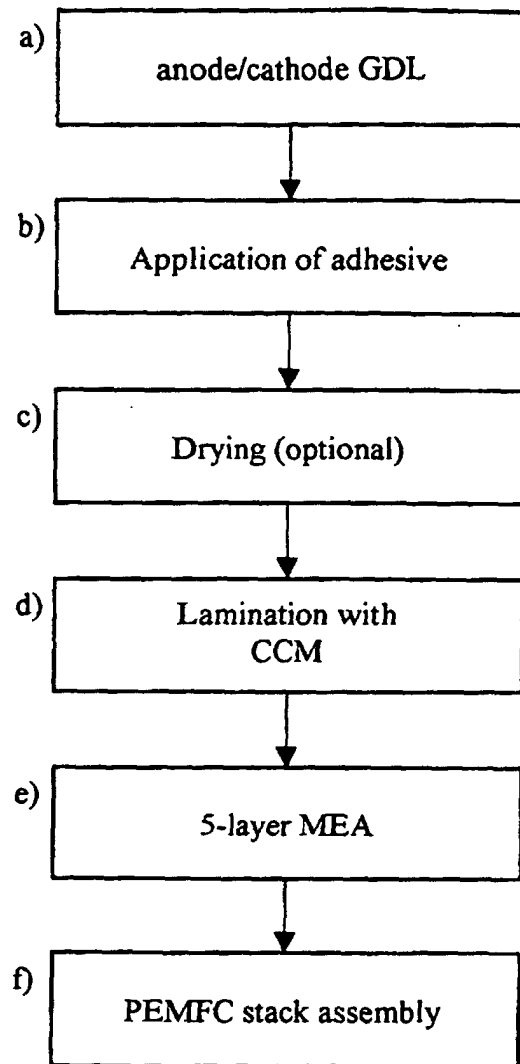 a)
anode/cathode GDL
b)
Application of adhesive
c)
Drying (optional)
d)
Lamination with
CCM
e)
5-layer MEA
f)
PEMFC stack assembly